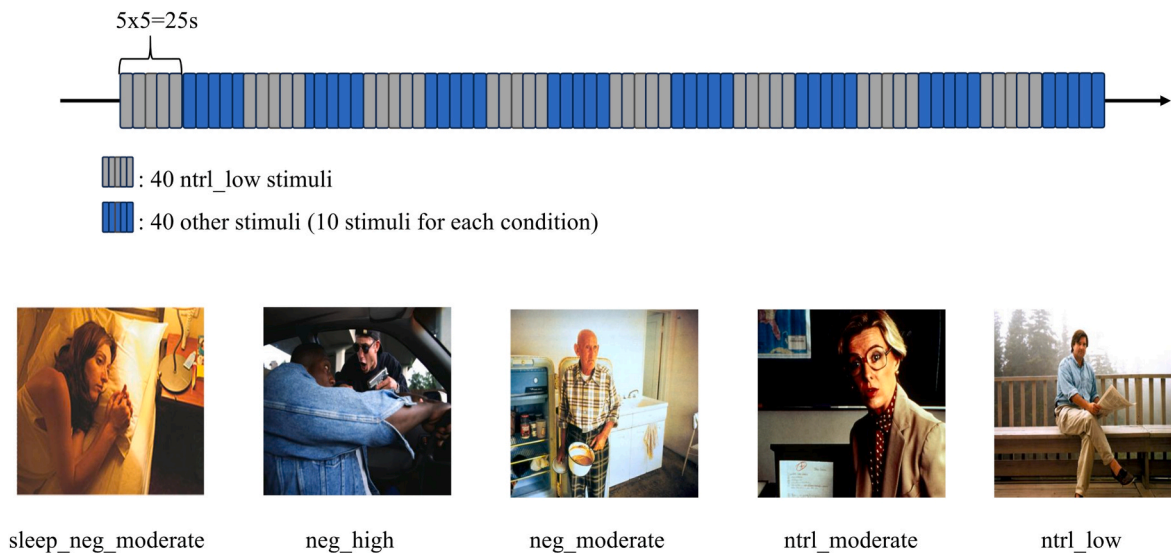 5x5=25s
: 40 ntrl_low stimuli
: 40 other stimuli (10 stimuli for each condition)
sleep_neg_moderate
neg_high
neg_moderate
ntrl_moderate
ntrl_low